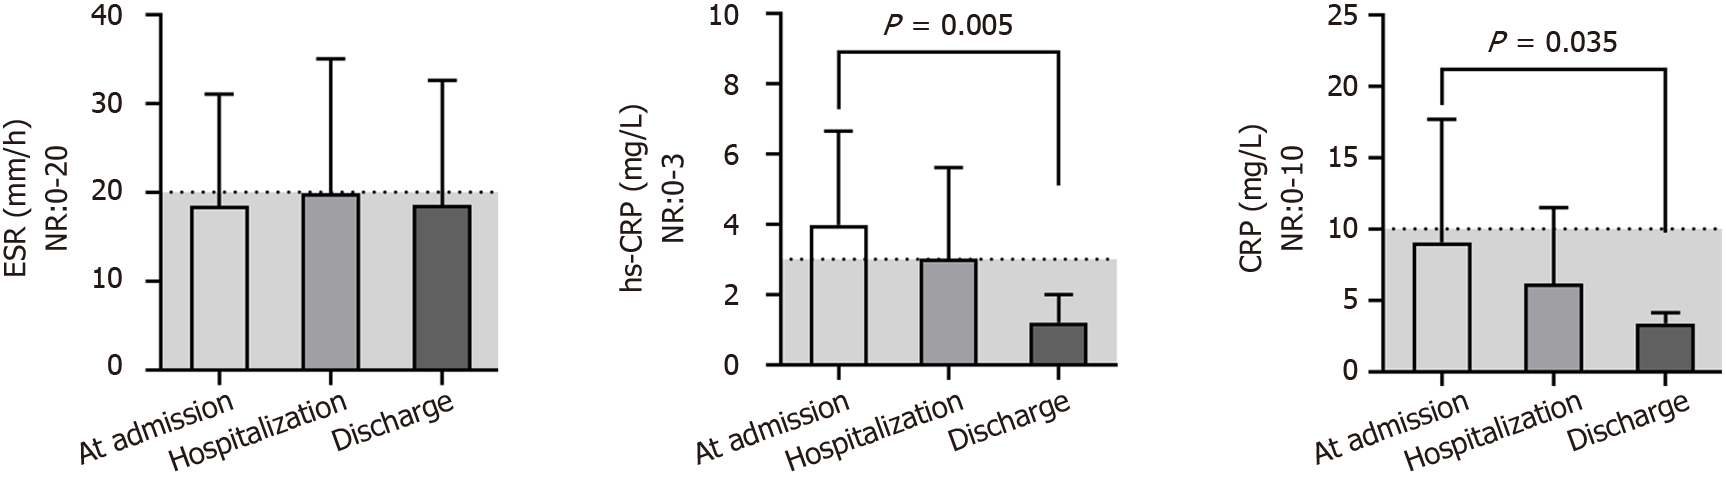 ESR (mm/h)
NR:0-20
40
30
20
10
0
At admission
Hospitalization
Discharge
hs-CRP (mg/L)
NR:0-3
10
8
6
4
2
0
P = 0.005
At admission
Hospitalization
Discharge
CRP (mg/L)
NR:0-10
25
20
15
10
5
0
P = 0.035
At admission
Hospitalization
Discharge